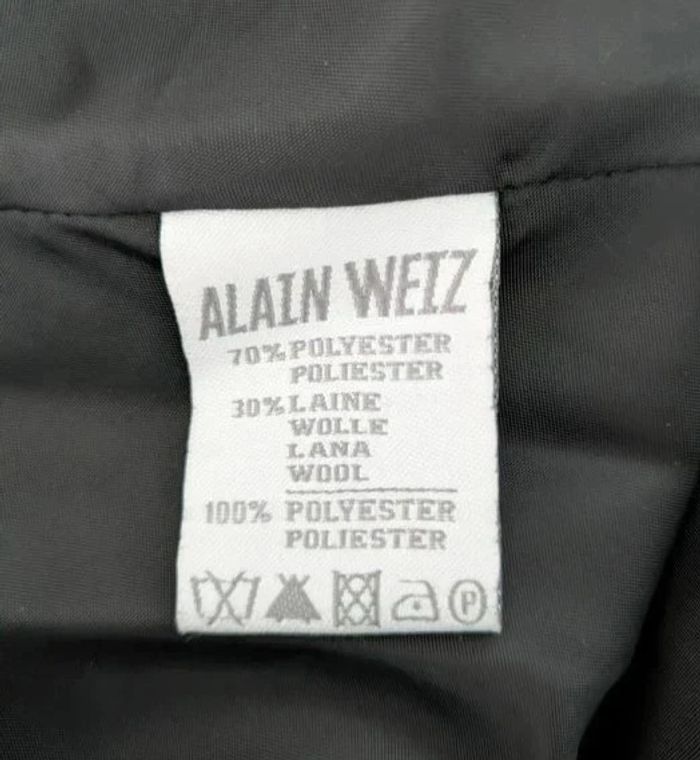 ALAIN WEIZ
70% POLYESTER
POLIESTER
30% LAINE
WOLLE
LANA
WOOL
100% POLYESTER
POLIESTER
P